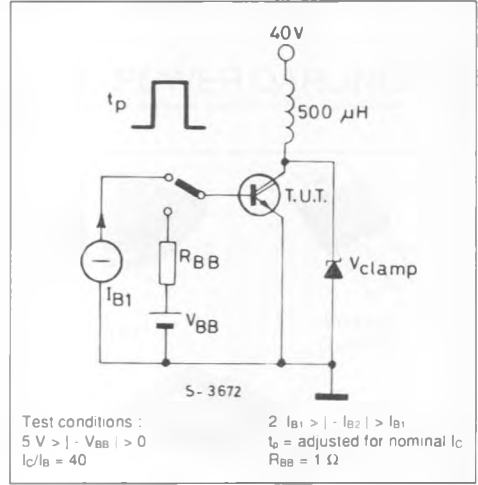 40V
tp
500 μH
T.U.T.
RBB
Vclamp
IB1
VBB
S-3672
Test conditions :
5 V > | - VBB | > 0
IC/IB = 40
2 IB1 > | - IB2 | > IB1
tp = adjusted for nominal IC
RBB = 1 Ω